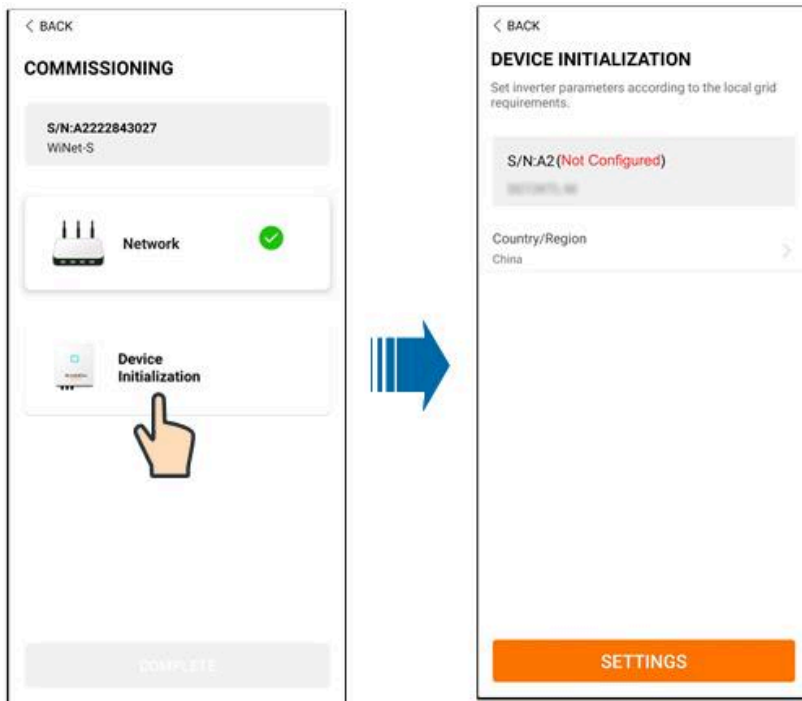 < BACK
COMMISSIONING
S/N:A2222843027
WiNet-S
Network
Device
Initialization
COMPLETE
< BACK
DEVICE INITIALIZATION
Set inverter parameters according to the local grid
requirements.
S/N:A2(Not Configured)
Country/Region
China
SETTINGS